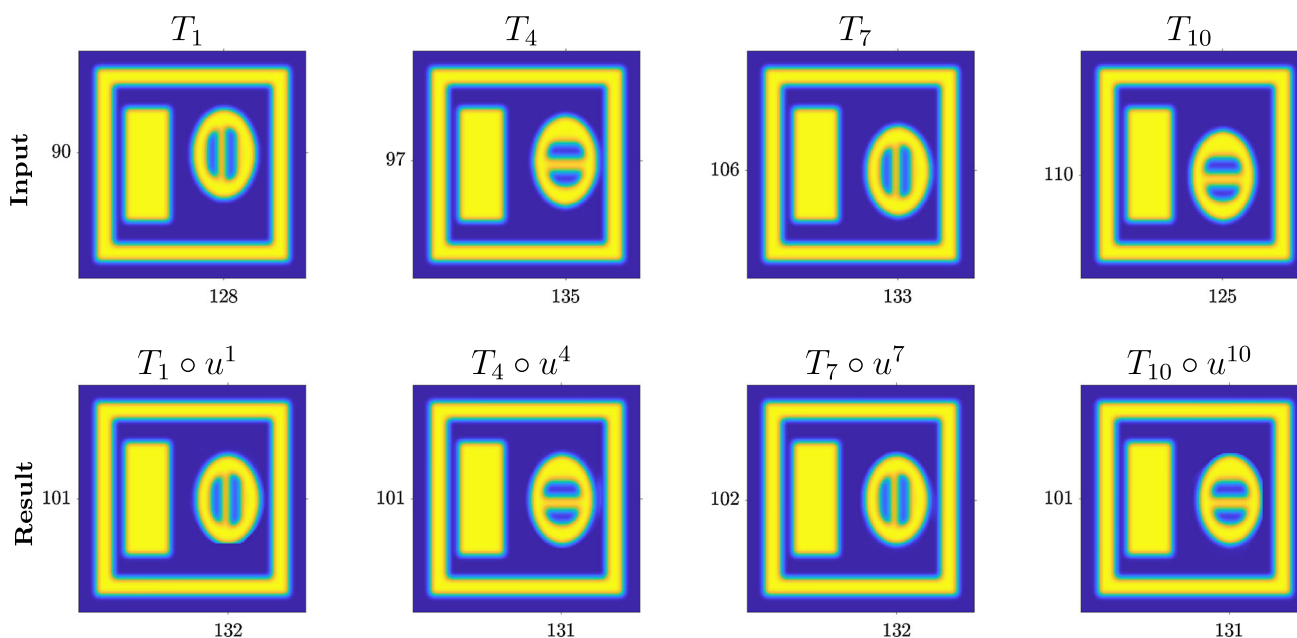 T₁ T₄ T₇ T₁₀
Input
90 97 106 110
128 135 133 125
T₁ ∘ u¹ T₄ ∘ u⁴ T₇ ∘ u⁷ T₁₀ ∘ u¹⁰
Result
101 101 102 101
132 131 132 131